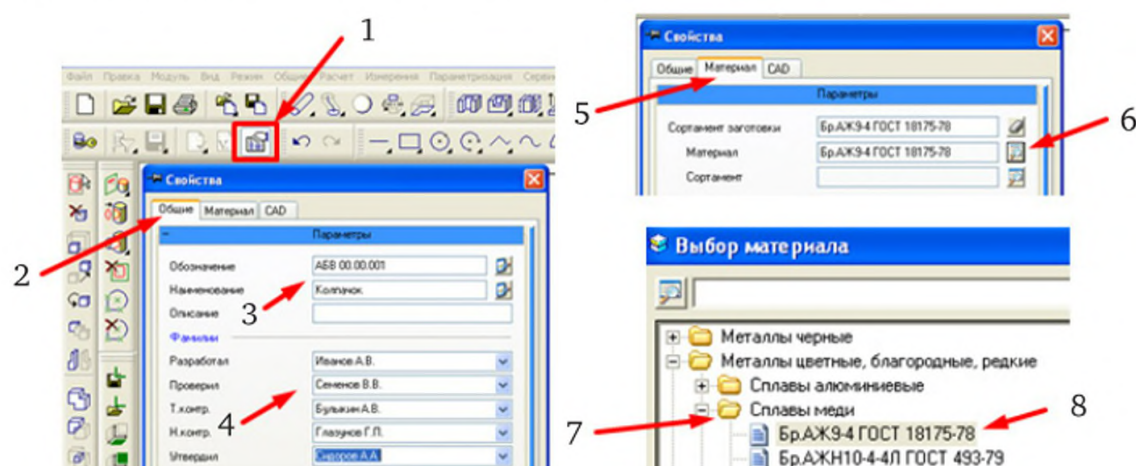 1
Файл Правка Модуль Вид Режим Общие Расчет Измерения Параметризация Серви
Свойства
Общие Материал CAD
Параметры
2
Обозначение АБВ 00.00.001
Наименование Колпачок
3
Описание
Фамилии
Разработал Иванов А.В.
Проверил Семенов В.В.
4
Т.контр. Булыкин А.В.
Н.контр. Глазунов Г.П.
Утвердил Сидоров А.А.
Свойства
Общие Материал CAD
5
Параметры
6
Сортамент заготовки Бр.АЖ9-4 ГОСТ 18175-78
Материал Бр.АЖ9-4 ГОСТ 18175-78
Сортамент
Выбор материала
Металлы черные
Металлы цветные, благородные, редкие
Сплавы алюминиевые
Сплавы меди
7
8
Бр.АЖ9-4 ГОСТ 18175-78
Бр.АЖН10-4-4Л ГОСТ 493-79